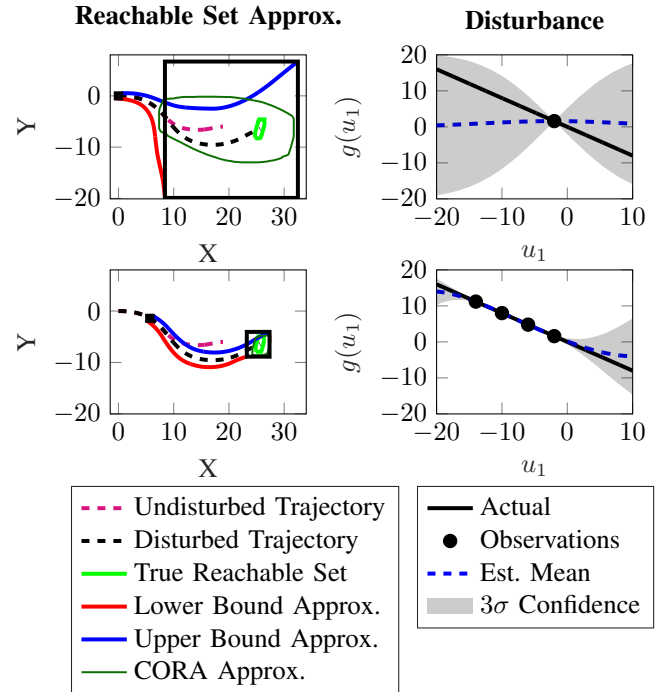 Reachable Set Approx.
Disturbance
0
−10
−20
Y
0
10
20
30
X
20
10
0
−10
−20
g(u₁)
−20
−10
0
10
u₁
0
−10
−20
Y
0
10
20
30
X
20
10
0
−10
−20
g(u₁)
−20
−10
0
10
u₁
Undisturbed Trajectory
Disturbed Trajectory
True Reachable Set
Lower Bound Approx.
Upper Bound Approx.
CORA Approx.
Actual
Observations
Est. Mean
3σ Confidence